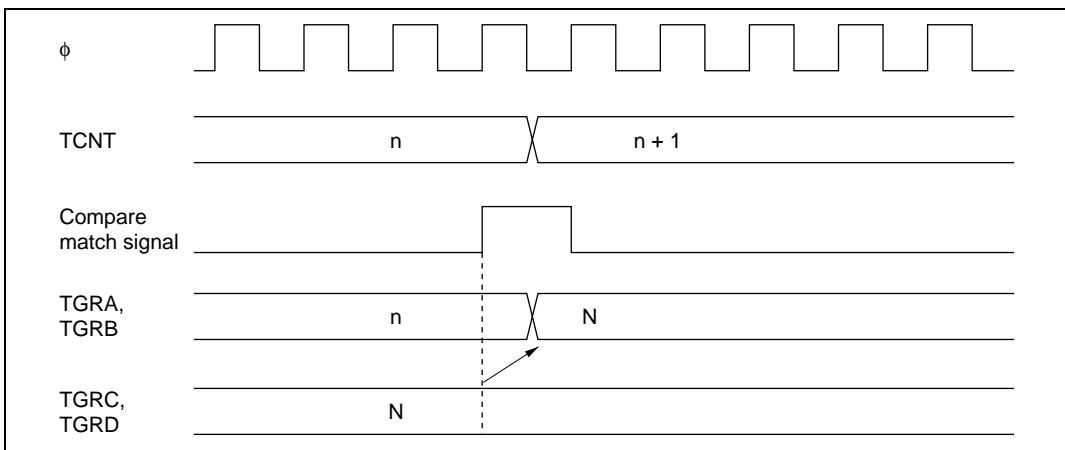 ϕ
TCNT
n
n + 1
Compare
match signal
TGRA,
TGRB
n
N
TGRC,
TGRD
N